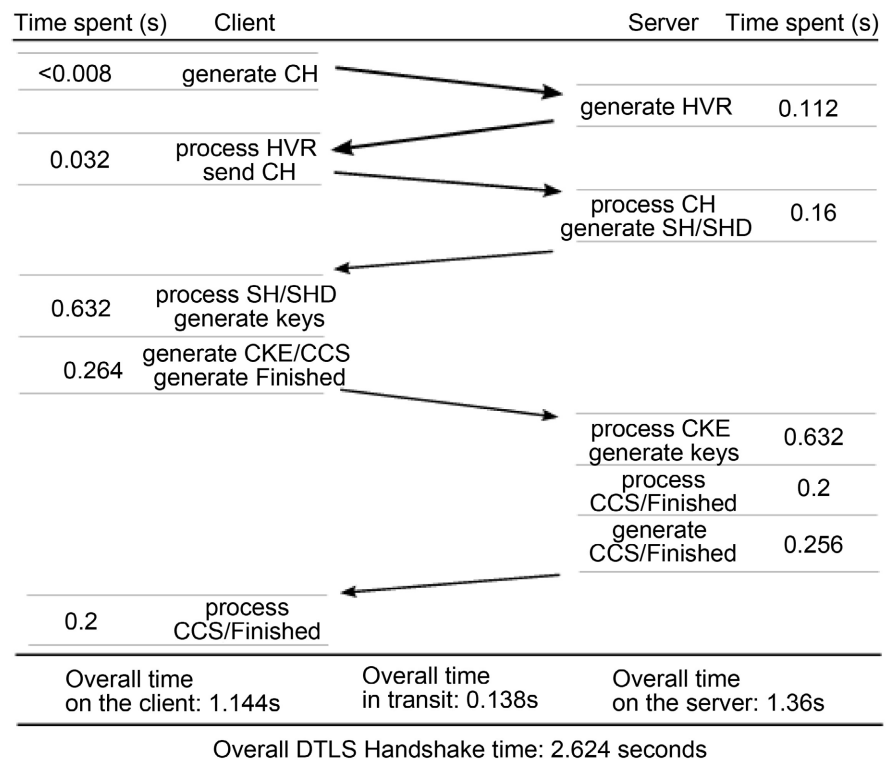 Time spent (s) Client Server Time spent (s)
<0.008 generate CH
generate HVR 0.112
0.032 process HVR
send CH
process CH
generate SH/SHD 0.16
0.632 process SH/SHD
generate keys
0.264 generate CKE/CCS
generate Finished
process CKE
generate keys 0.632
process
CCS/Finished 0.2
generate
CCS/Finished 0.256
0.2 process
CCS/Finished
Overall time
on the client: 1.144s
Overall time
in transit: 0.138s
Overall time
on the server: 1.36s
Overall DTLS Handshake time: 2.624 seconds